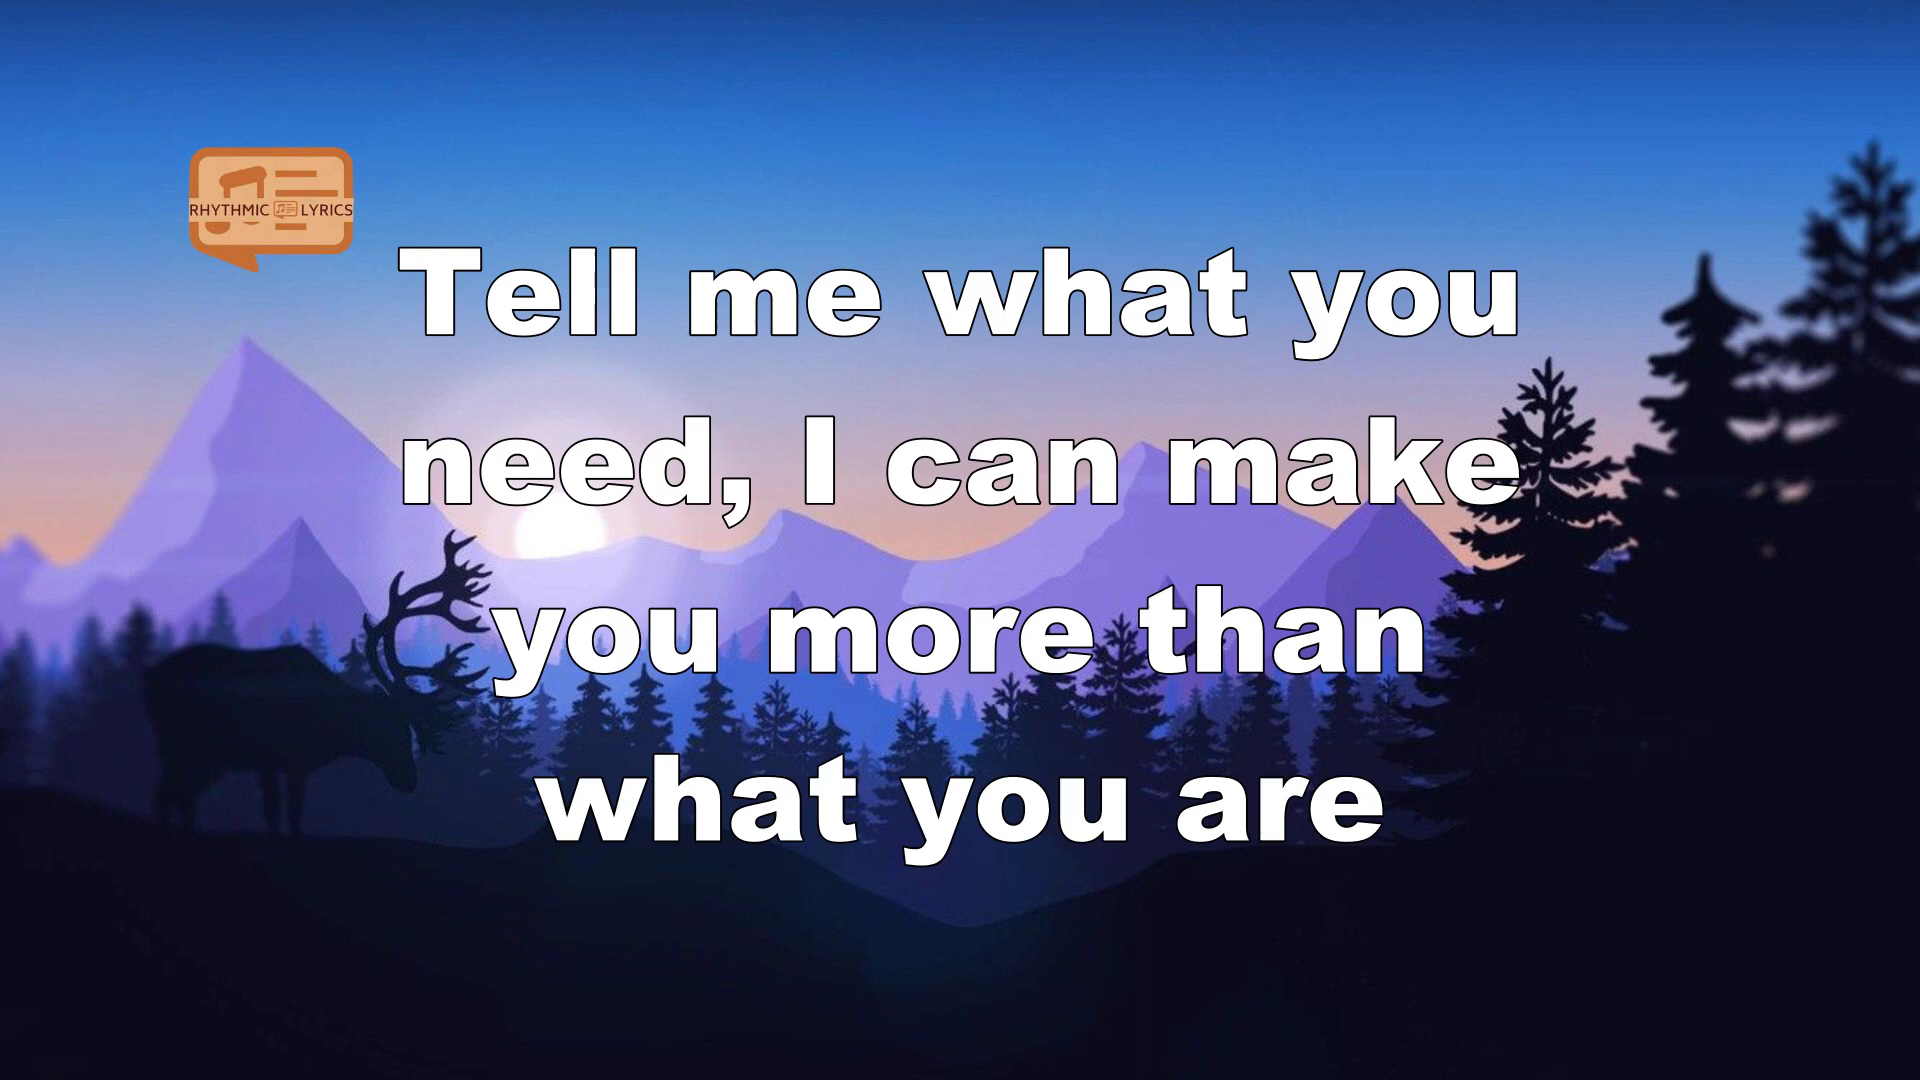 RHYTHMIC LYRICS
Tell me what you
need, I can make
you more than
what you are